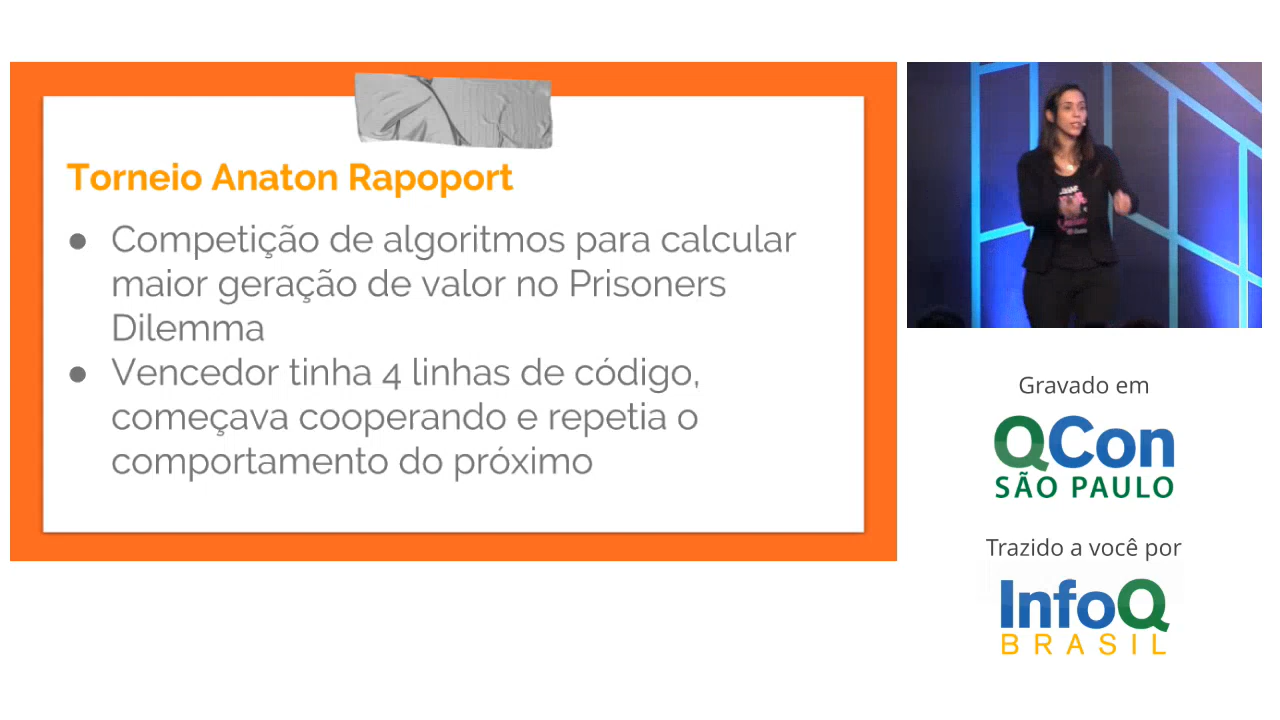 Torneio Anaton Rapoport
● Competição de algoritmos para calcular
maior geração de valor no Prisoners
Dilemma
● Vencedor tinha 4 linhas de código,
começava cooperando e repetia o
comportamento do próximo
Gravado em
QCon
SÃO PAULO
Trazido a você por
InfoQ
BRASIL